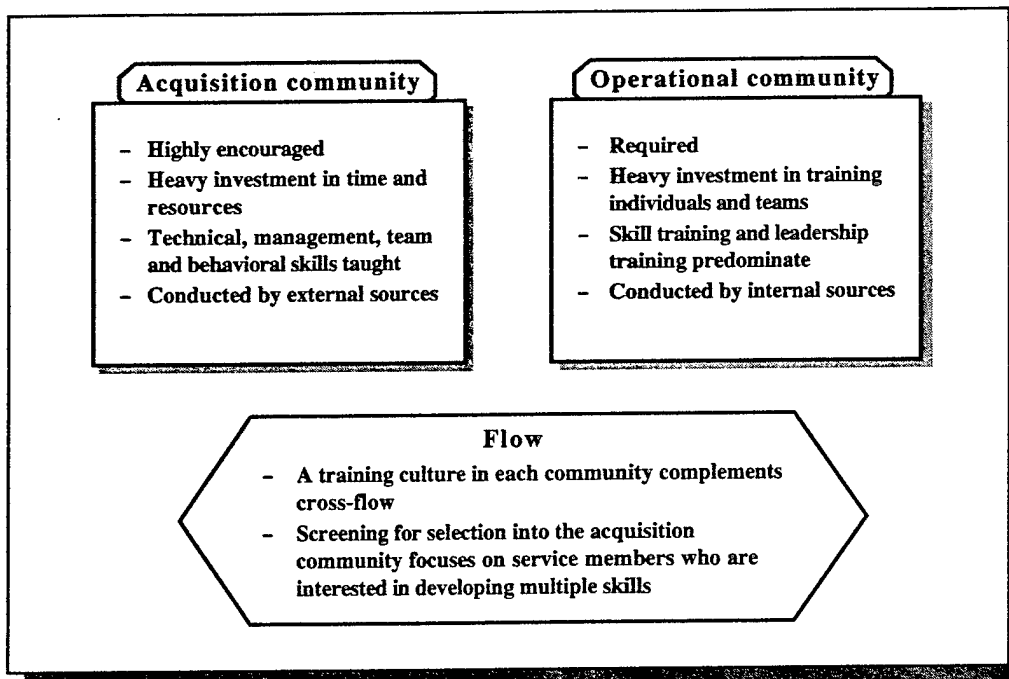 Acquisition community
– Highly encouraged
– Heavy investment in time and
resources
– Technical, management, team
and behavioral skills taught
– Conducted by external sources
Operational community
– Required
– Heavy investment in training
individuals and teams
– Skill training and leadership
training predominate
– Conducted by internal sources
Flow
– A training culture in each community complements
cross-flow
– Screening for selection into the acquisition
community focuses on service members who are
interested in developing multiple skills